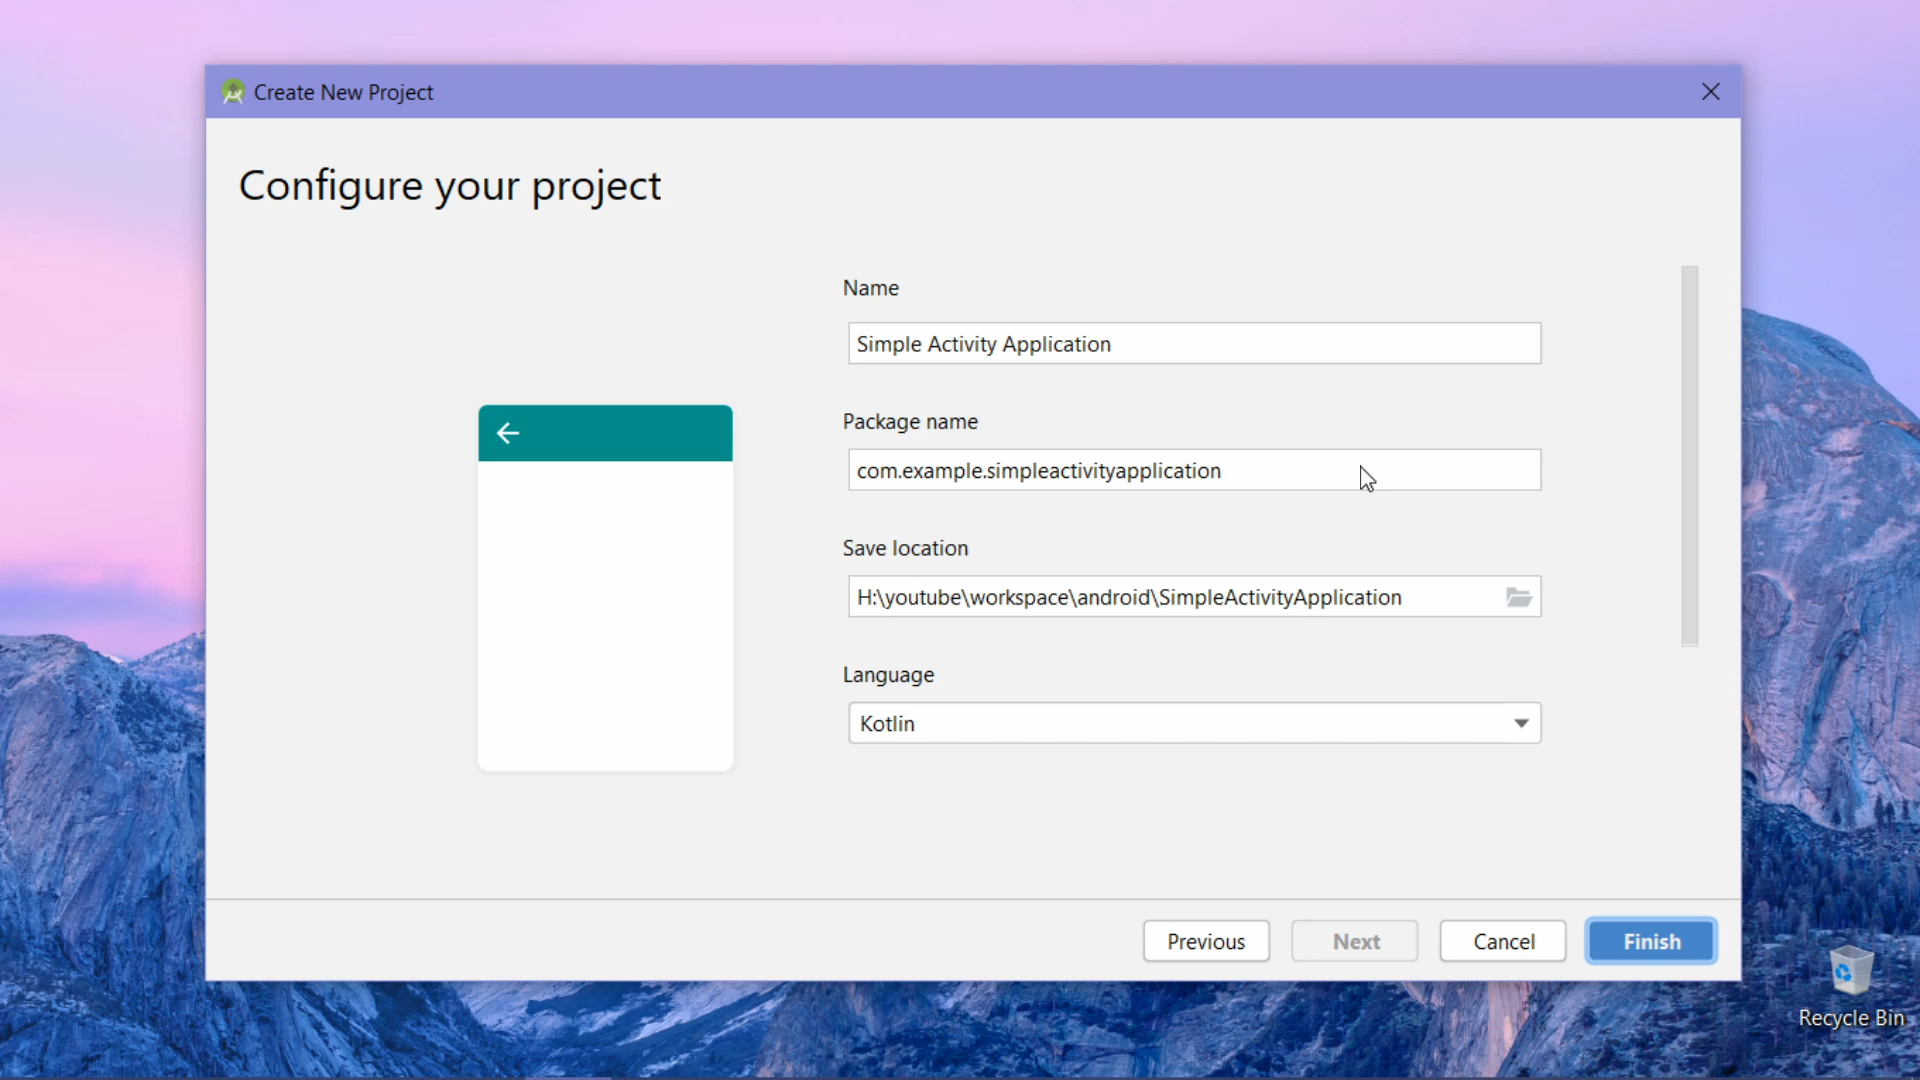 Create New Project
Configure your project
Name
Simple Activity Application
Package name
com.example.simpleactivityapplication
Save location
H:\youtube\workspace\android\SimpleActivityApplication
Language
Kotlin
Previous
Next
Cancel
Finish
Recycle Bin